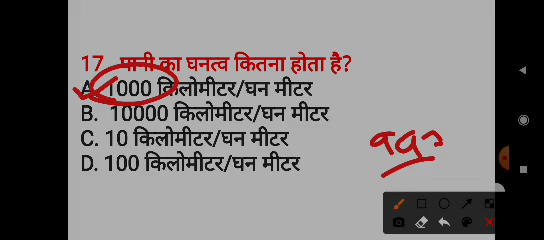 17 पानी का घनत्व कितना होता है?
A. 1000 किलोमीटर/घन मीटर
B. 10000 किलोमीटर/घन मीटर
C. 10 किलोमीटर/घन मीटर
D. 100 किलोमीटर/घन मीटर